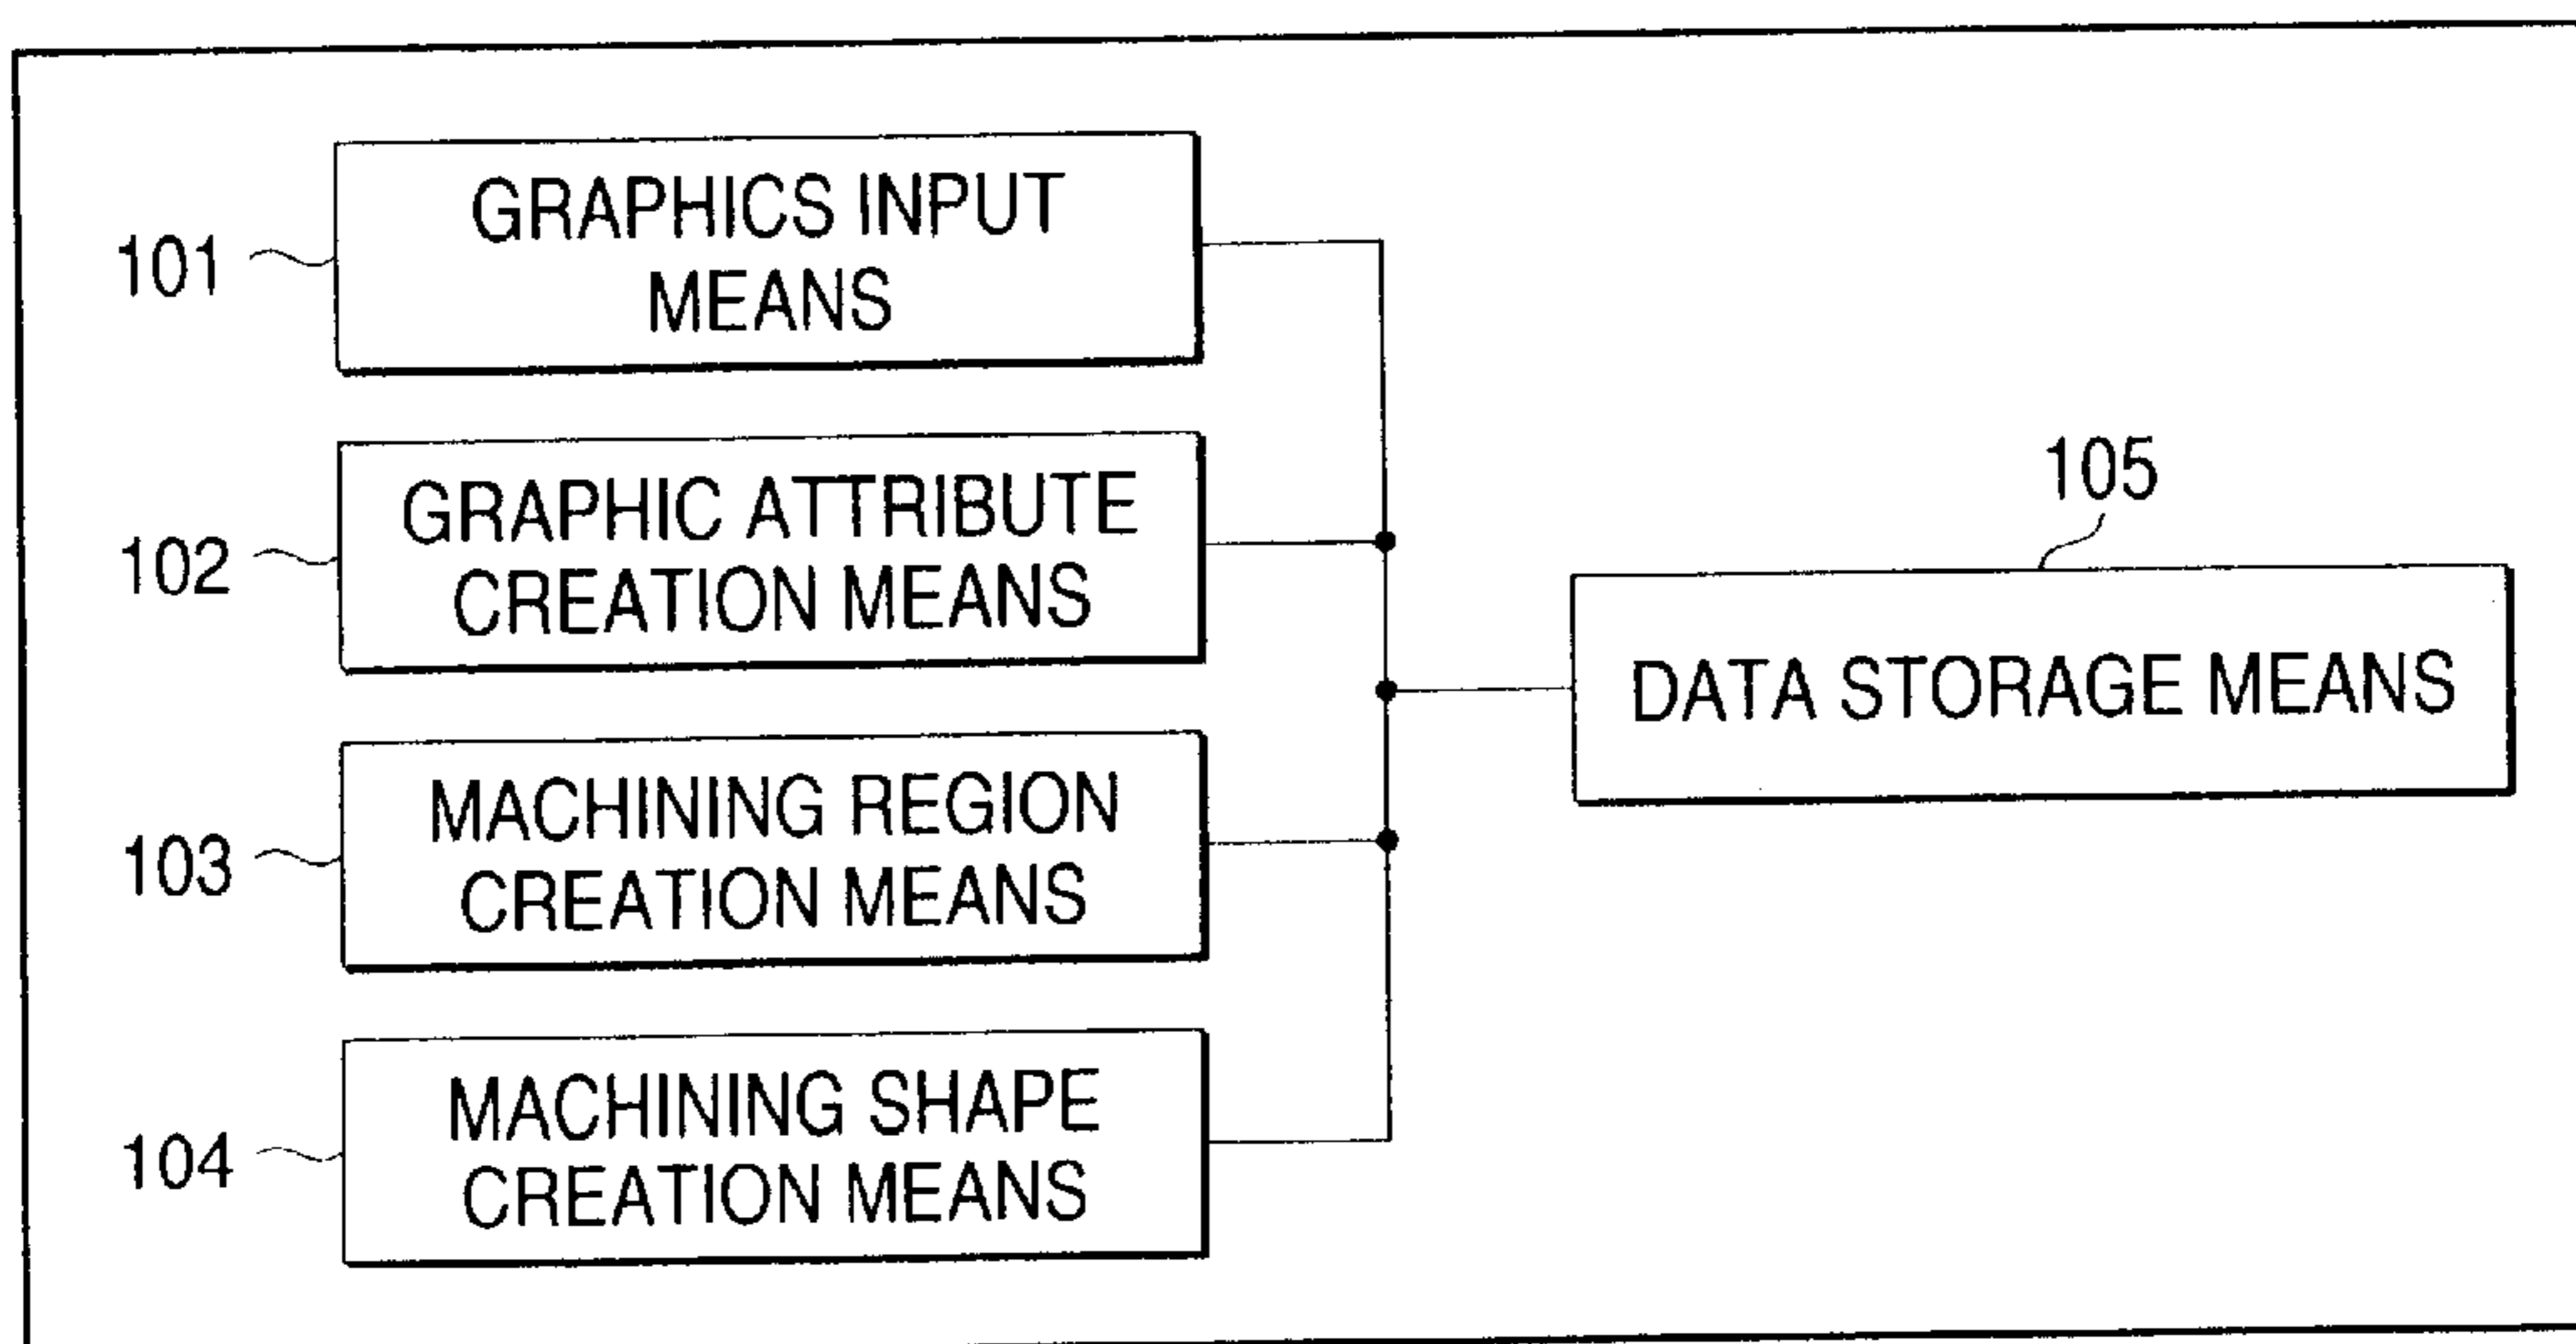 101
GRAPHICS INPUT
MEANS
102
GRAPHIC ATTRIBUTE
CREATION MEANS
103
MACHINING REGION
CREATION MEANS
104
MACHINING SHAPE
CREATION MEANS
105
DATA STORAGE MEANS